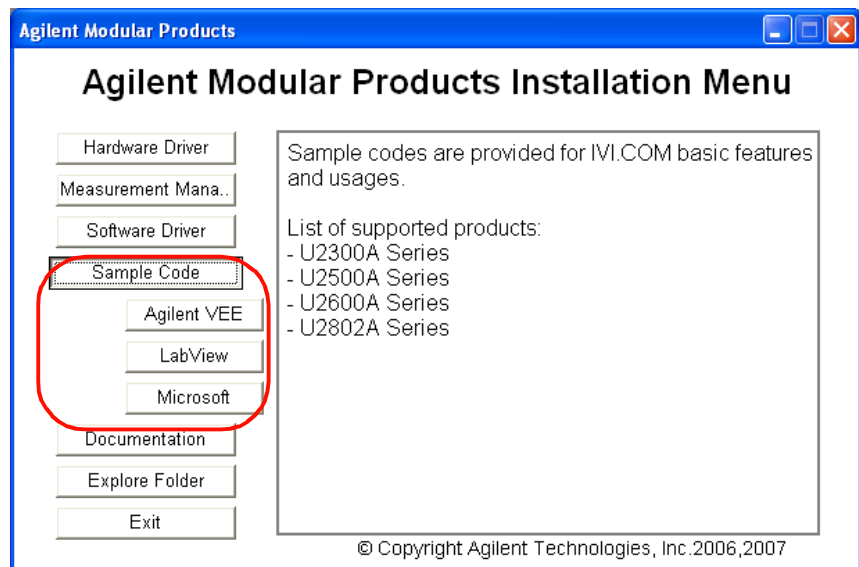 Agilent Modular Products
Agilent Modular Products Installation Menu
Hardware Driver
Measurement Mana..
Software Driver
Sample Code
Agilent VEE
LabView
Microsoft
Documentation
Explore Folder
Exit
Sample codes are provided for IVI.COM basic features
and usages.
List of supported products:
- U2300A Series
- U2500A Series
- U2600A Series
- U2802A Series
© Copyright Agilent Technologies, Inc.2006,2007